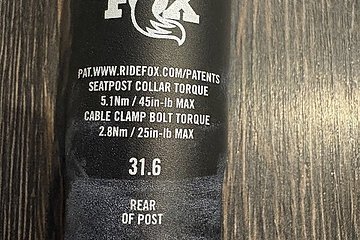 FOX
PAT.WWW.RIDEFOX.COM/PATENTS
SEATPOST COLLAR TORQUE
5.1Nm / 45in-lb MAX
CABLE CLAMP BOLT TORQUE
2.8Nm / 25in-lb MAX
31.6
REAR
OF POST